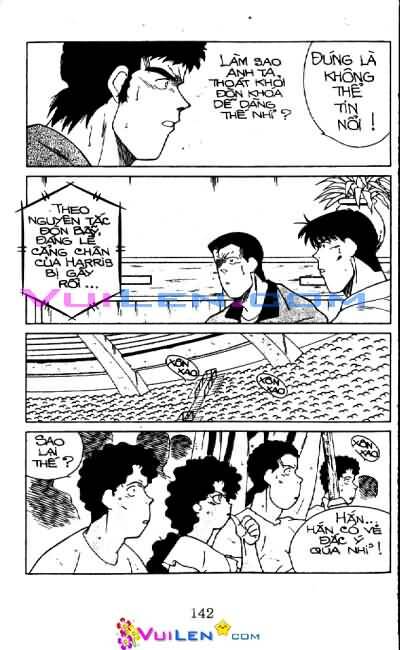 ĐÚNG LÀ
KHÔNG
THỂ
TIN
NỔI!
LÀM SAO
ANH TA
THOÁT KHỎI
ĐÒN KHÓA
DỄ DÀNG
THẾ NHỈ?
THEO
NGUYÊN TẮC
ĐÒN BẨY,
ĐÁNG LẼ
CẲNG CHÂN
CỦA HARRIS
BỊ GÃY
RỒI...
VUILEN.COM
XÔN
XAO
XÔN
XAO
SAO
LẠI
THẾ?
XÔN
XAO
HẮN...
HẮN CÓ VẺ
ĐẮC Ý
QUÁ NHỈ!
142
VUILEN.COM